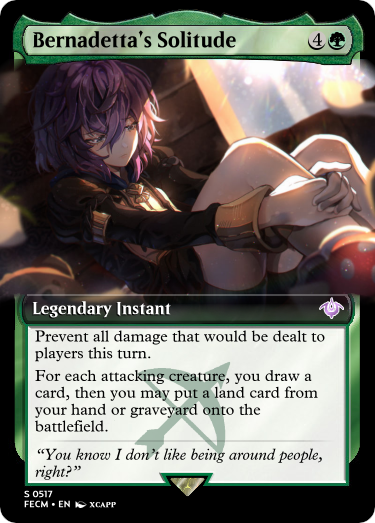 Bernadetta's Solitude 4
Legendary Instant
Prevent all damage that would be dealt to
players this turn.
For each attacking creature, you draw a
card, then you may put a land card from
your hand or graveyard onto the
battlefield.
“You know I don’t like being around people,
right?”
S 0517
FECM • EN XCAPP